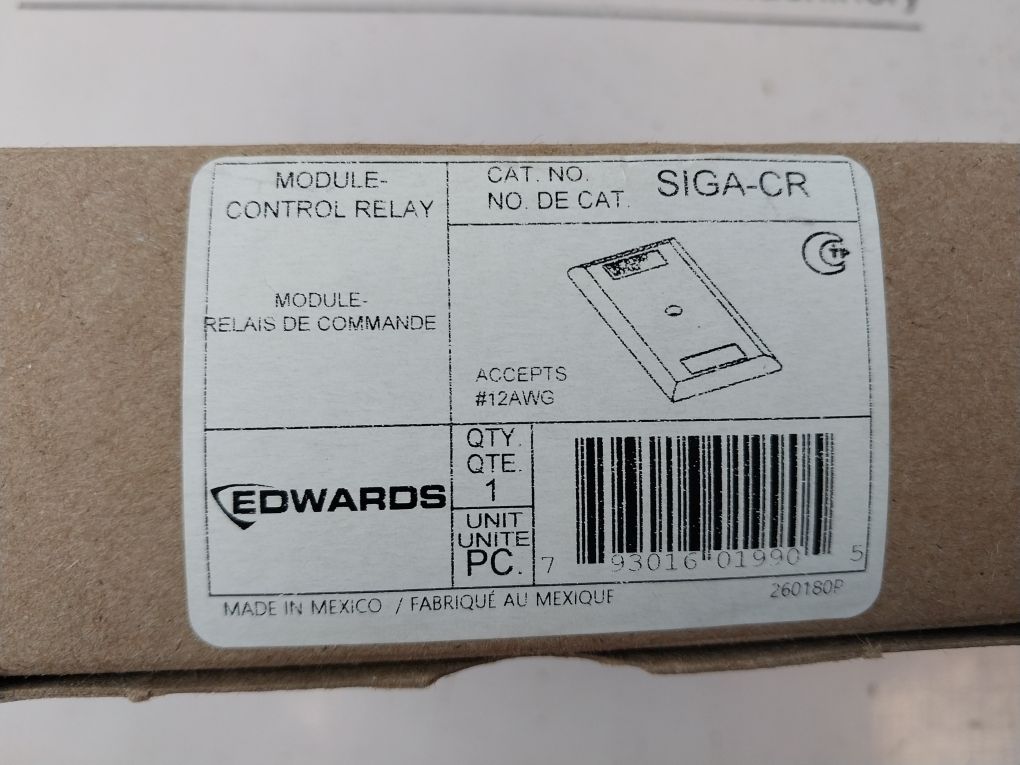 MODULE-
CONTROL RELAY
MODULE-
RELAIS DE COMMANDE
CAT. NO.
NO. DE CAT.
SIGA-CR
ACCEPTS
#12AWG
EDWARDS
QTY.
QTE.
1
UNIT
UNITE
PC.
7 93016 01990 5
MADE IN MEXICO / FABRIQUÉ AU MEXIQUE
260180P